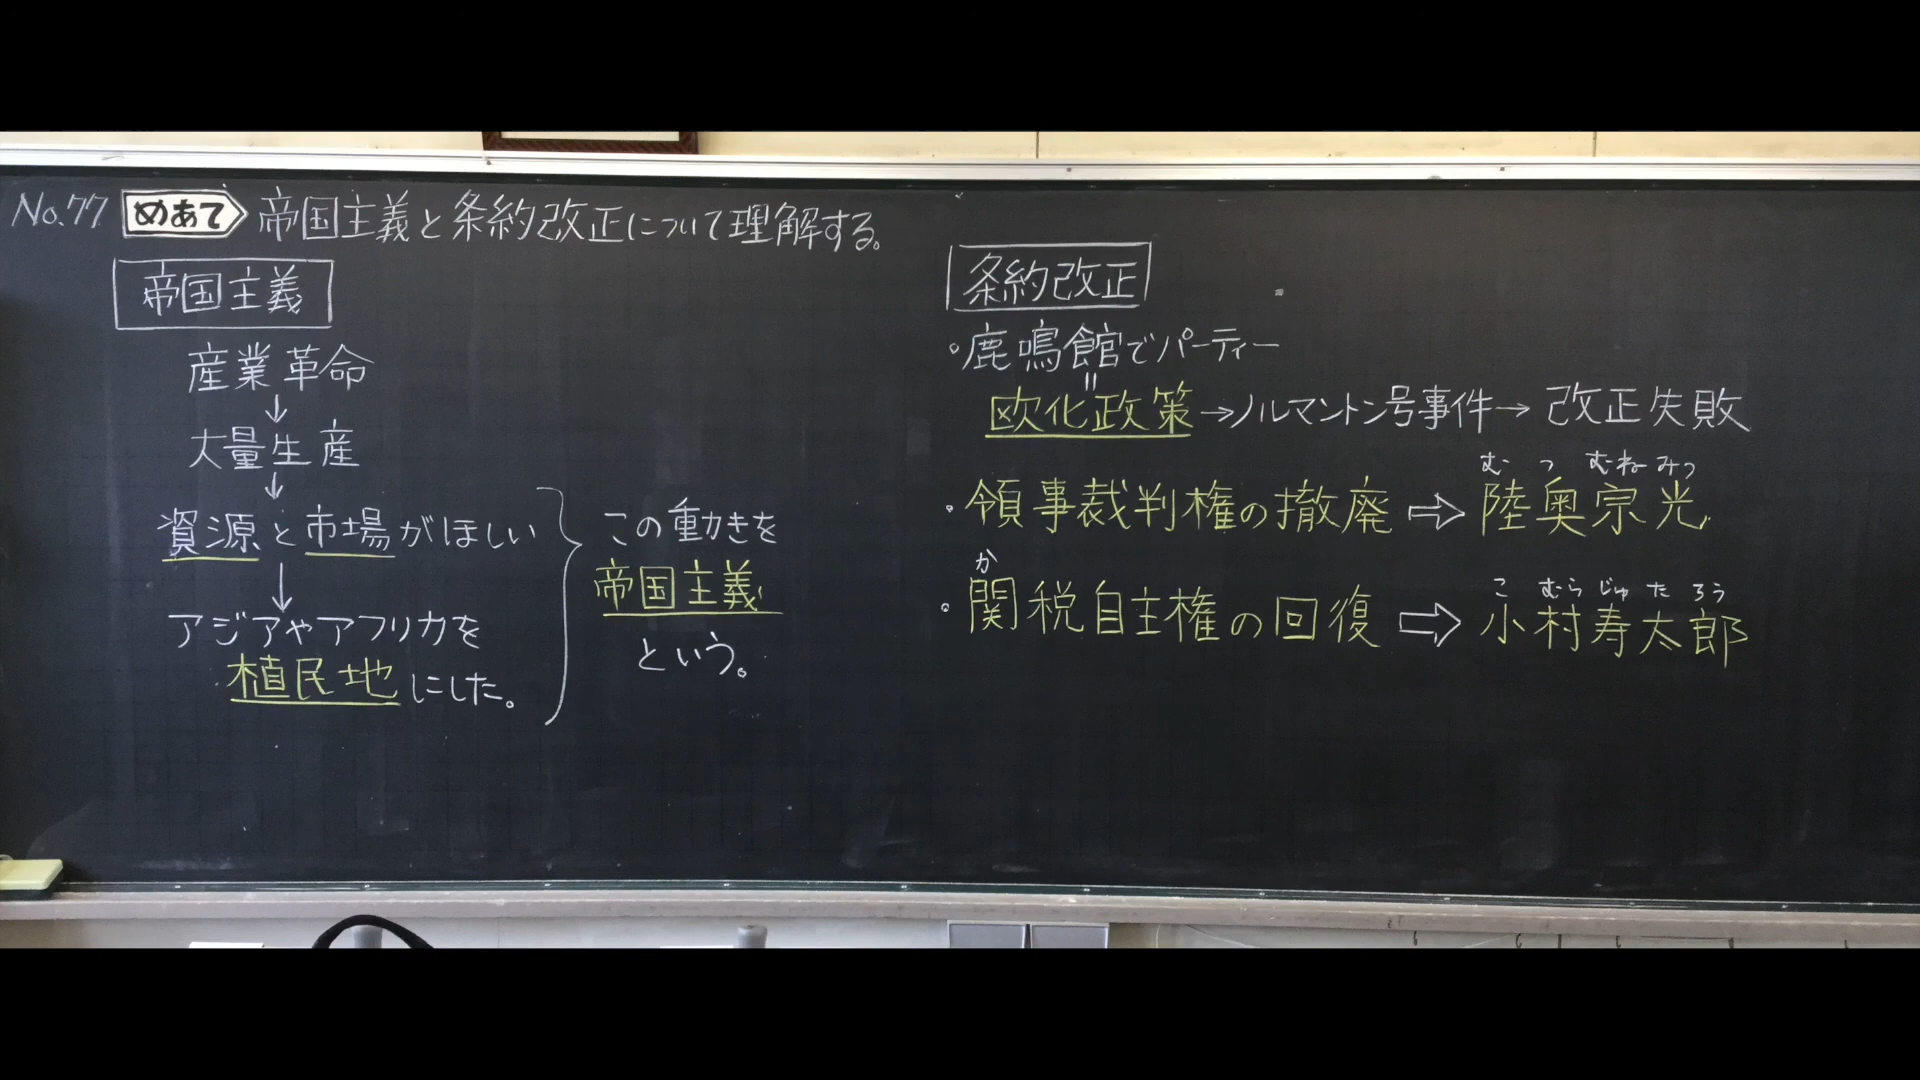 No.77 めあて 帝国主義と条約改正について理解する。
帝国主義
産業革命
↓
大量生産
↓
資源と市場がほしい
↓
アジアやアフリカを
植民地にした。
この動きを
帝国主義
という。
条約改正
・鹿鳴館でパーティー
〃
欧化政策→ノルマントン号事件→改正失敗
むつ むねみつ
・領事裁判権の撤廃⇨陸奥宗光
か
こ むら じゅ た ろう
・関税自主権の回復⇨小村寿太郎